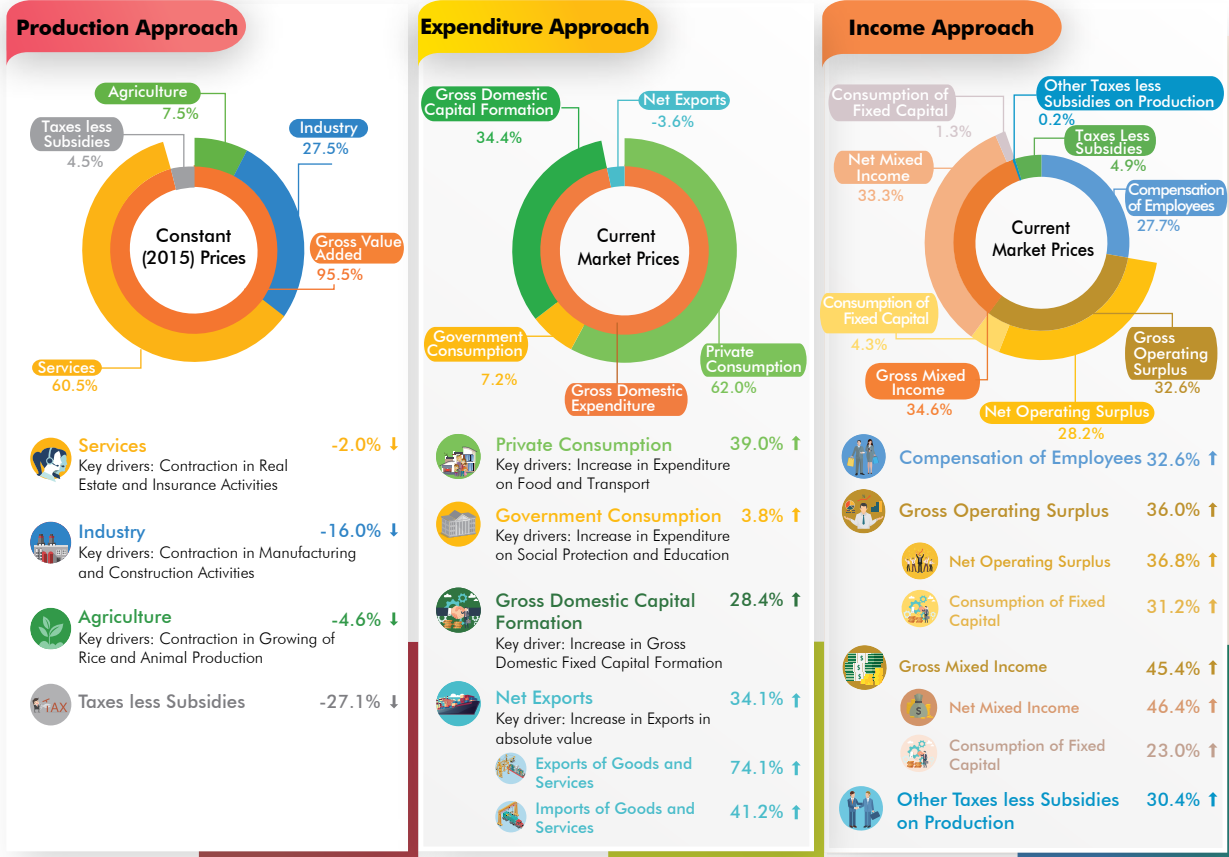 Production Approach
Agriculture
7.5%
Taxes less
Subsidies
4.5%
Industry
27.5%
Constant
(2015) Prices
Gross Value
Added
95.5%
Services
60.5%
Services
-2.0%
Key drivers: Contraction in Real
Estate and Insurance Activities
Industry
-16.0%
Key drivers: Contraction in Manufacturing
and Construction Activities
Agriculture
-4.6%
Key drivers: Contraction in Growing of
Rice and Animal Production
TAX
Taxes less Subsidies
-27.1%
Expenditure Approach
Gross Domestic
Capital Formation
34.4%
Net Exports
-3.6%
Current
Market Prices
Government
Consumption
7.2%
Private
Consumption
62.0%
Gross Domestic
Expenditure
Private Consumption
39.0%
Key drivers: Increase in Expenditure
on Food and Transport
Government Consumption
3.8%
Key drivers: Increase in Expenditure
on Social Protection and Education
Gross Domestic Capital
Formation
28.4%
Key driver: Increase in Gross
Domestic Fixed Capital Formation
Net Exports
34.1%
Key driver: Increase in Exports in
absolute value
Exports of Goods and
Services
74.1%
Imports of Goods and
Services
41.2%
Income Approach
Consumption of
Fixed Capital
1.3%
Other Taxes less
Subsidies on Production
0.2%
Taxes Less
Subsidies
4.9%
Net Mixed
Income
33.3%
Compensation
of Employees
27.7%
Current
Market Prices
Consumption of
Fixed Capital
4.3%
Gross
Operating
Surplus
32.6%
Gross Mixed
Income
34.6%
Net Operating Surplus
28.2%
Compensation of Employees
32.6%
Gross Operating Surplus
36.0%
Net Operating Surplus
36.8%
Consumption of Fixed
Capital
31.2%
Gross Mixed Income
45.4%
$
Net Mixed Income
46.4%
Consumption of Fixed
Capital
23.0%
Other Taxes less Subsidies
on Production
30.4%